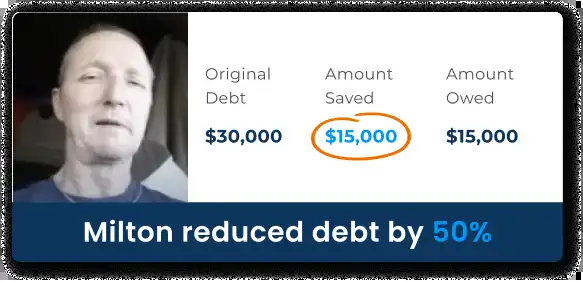 Original
Debt
$30,000
Amount
Saved
$15,000
Amount
Owed
$15,000
Milton reduced debt by 50%